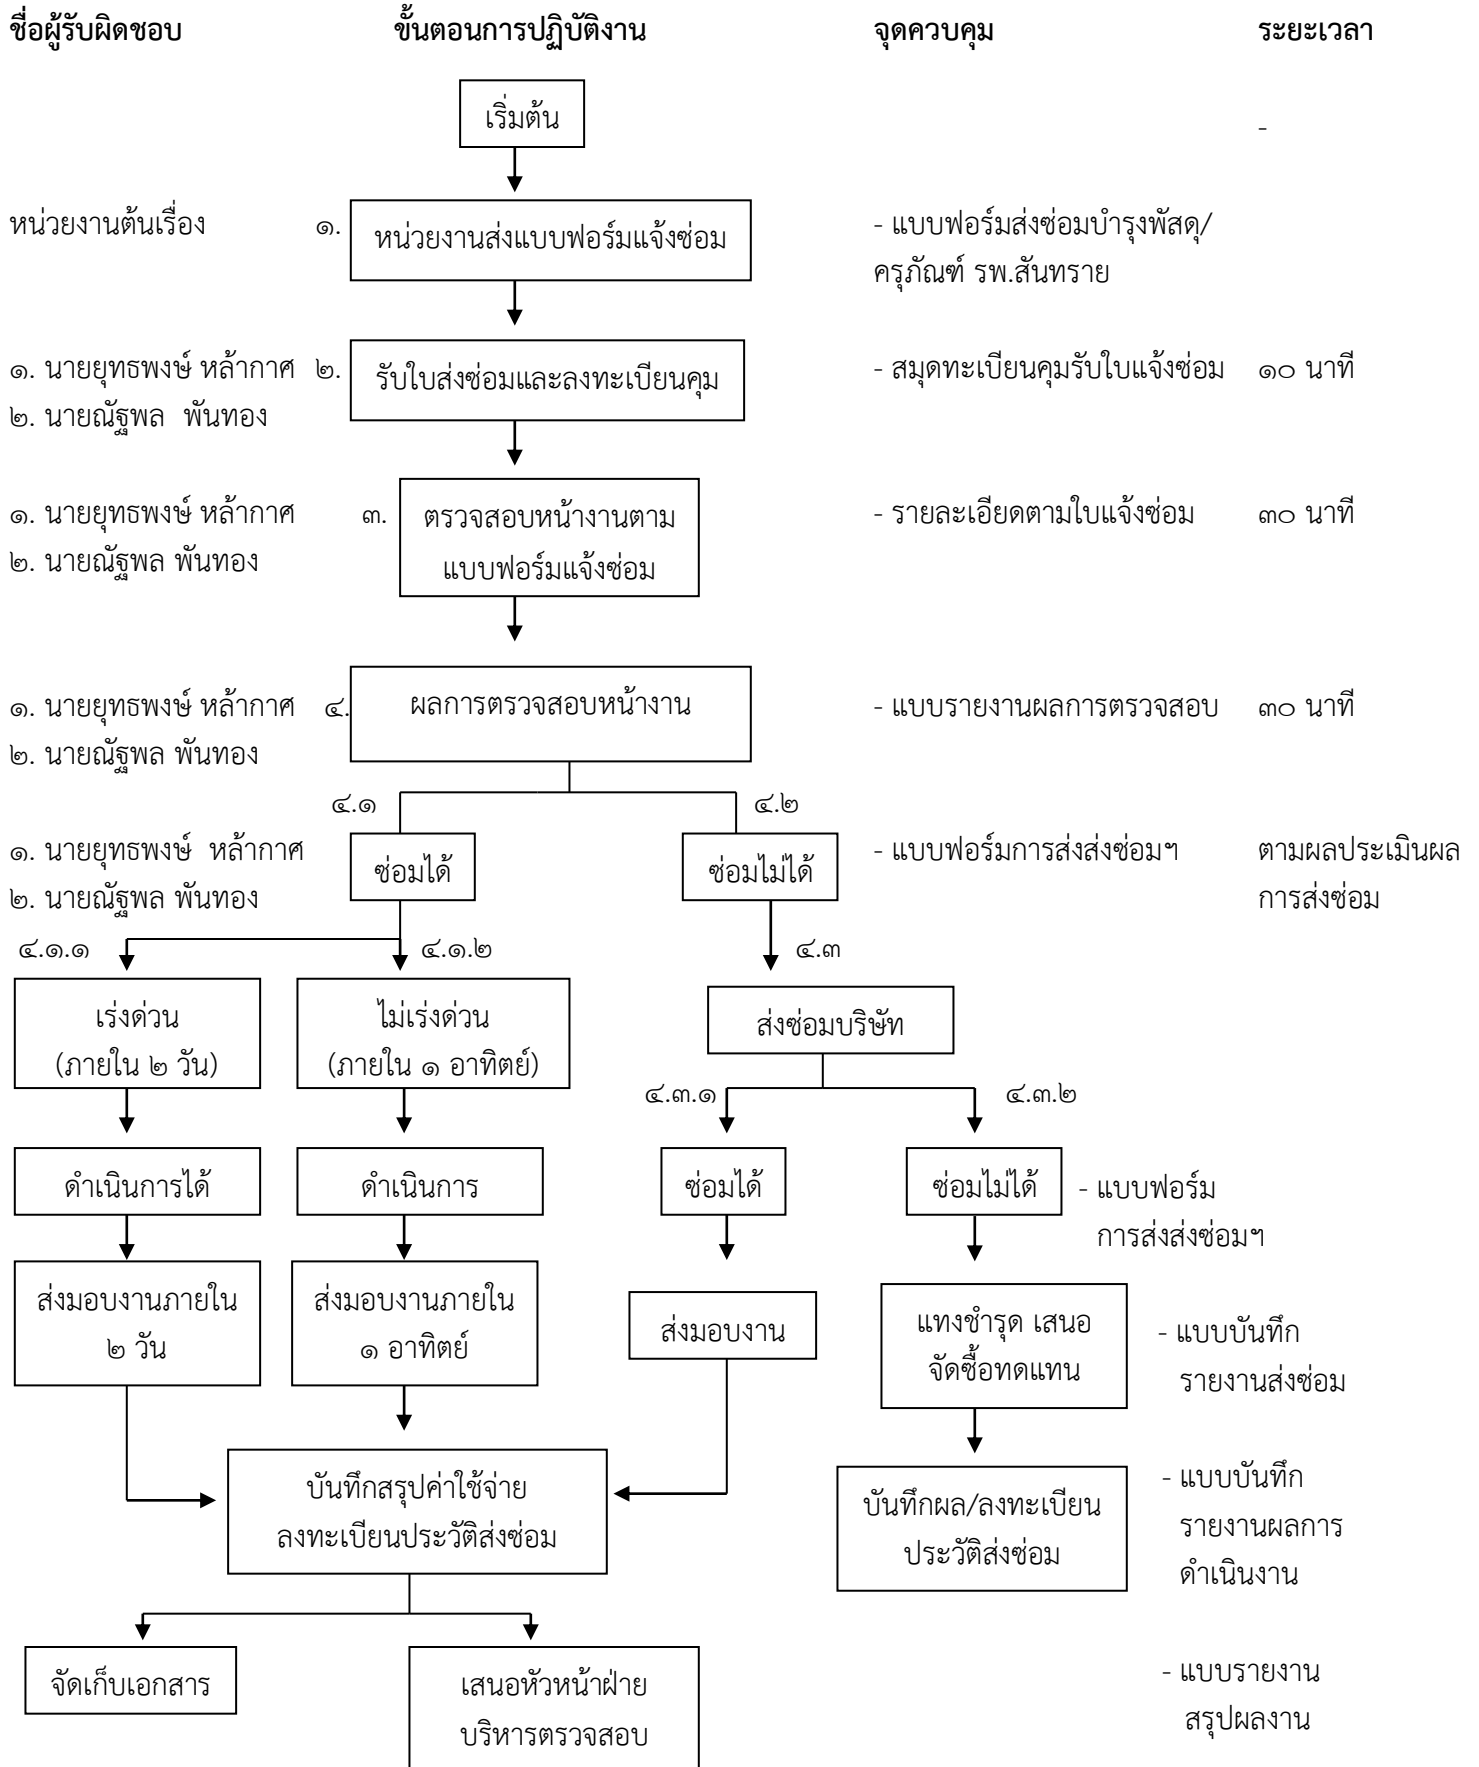 ชื่อผู้รับผิดชอบ ขั้นตอนการปฏิบัติงาน จุดควบคุม ระยะเวลา
เริ่มต้น
-
หน่วยงานต้นเรื่อง
๑. หน่วยงานส่งแบบฟอร์มแจ้งซ่อม
- แบบฟอร์มส่งซ่อมบำรุงพัสดุ/
ครุภัณฑ์ รพ.สันทราย
๑. นายยุทธพงษ์ หล้ากาศ
๒. นายณัฐพล พันทอง
๒. รับใบส่งซ่อมและลงทะเบียนคุม
- สมุดทะเบียนคุมรับใบแจ้งซ่อม
๑๐ นาที
๑. นายยุทธพงษ์ หล้ากาศ
๒. นายณัฐพล พันทอง
๓. ตรวจสอบหน้างานตาม
แบบฟอร์มแจ้งซ่อม
- รายละเอียดตามใบแจ้งซ่อม
๓๐ นาที
๑. นายยุทธพงษ์ หล้ากาศ
๒. นายณัฐพล พันทอง
๔. ผลการตรวจสอบหน้างาน
- แบบรายงานผลการตรวจสอบ
๓๐ นาที
๔.๑
๔.๒
๑. นายยุทธพงษ์ หล้ากาศ
๒. นายณัฐพล พันทอง
ซ่อมได้
ซ่อมไม่ได้
- แบบฟอร์มการส่งส่งซ่อมฯ
ตามผลประเมินผล
การส่งซ่อม
๔.๑.๑
๔.๑.๒
๔.๓
เร่งด่วน
(ภายใน ๒ วัน)
ไม่เร่งด่วน
(ภายใน ๑ อาทิตย์)
ส่งซ่อมบริษัท
๔.๓.๑
๔.๓.๒
ดำเนินการได้
ดำเนินการ
ซ่อมได้
ซ่อมไม่ได้
- แบบฟอร์ม
การส่งส่งซ่อมฯ
ส่งมอบงานภายใน
๒ วัน
ส่งมอบงานภายใน
๑ อาทิตย์
ส่งมอบงาน
แทงชำรุด เสนอ
จัดซื้อทดแทน
- แบบบันทึก
รายงานส่งซ่อม
บันทึกสรุปค่าใช้จ่าย
ลงทะเบียนประวัติส่งซ่อม
บันทึกผล/ลงทะเบียน
ประวัติส่งซ่อม
- แบบบันทึก
รายงานผลการ
ดำเนินงาน
จัดเก็บเอกสาร
เสนอหัวหน้าฝ่าย
บริหารตรวจสอบ
- แบบรายงาน
สรุปผลงาน